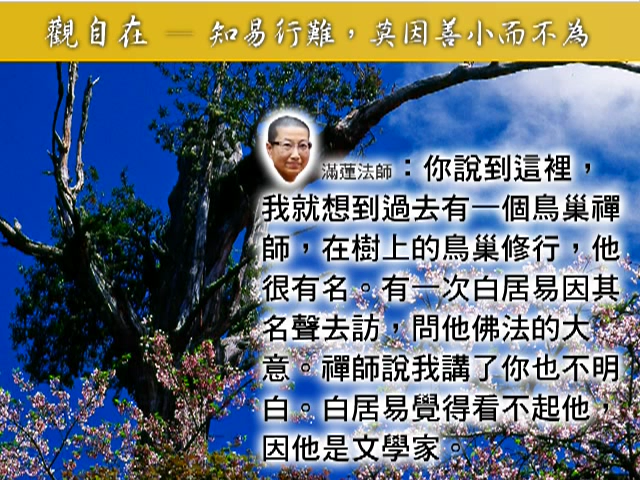 觀自在 — 知易行難，莫因善小而不為
滿蓮法師：你說到這裡，
我就想到過去有一個鳥巢禪
師，在樹上的鳥巢修行，他
很有名。有一次白居易因其
名聲去訪，問他佛法的大
意。禪師說我講了你也不明
白。白居易覺得看不起他，
因他是文學家。